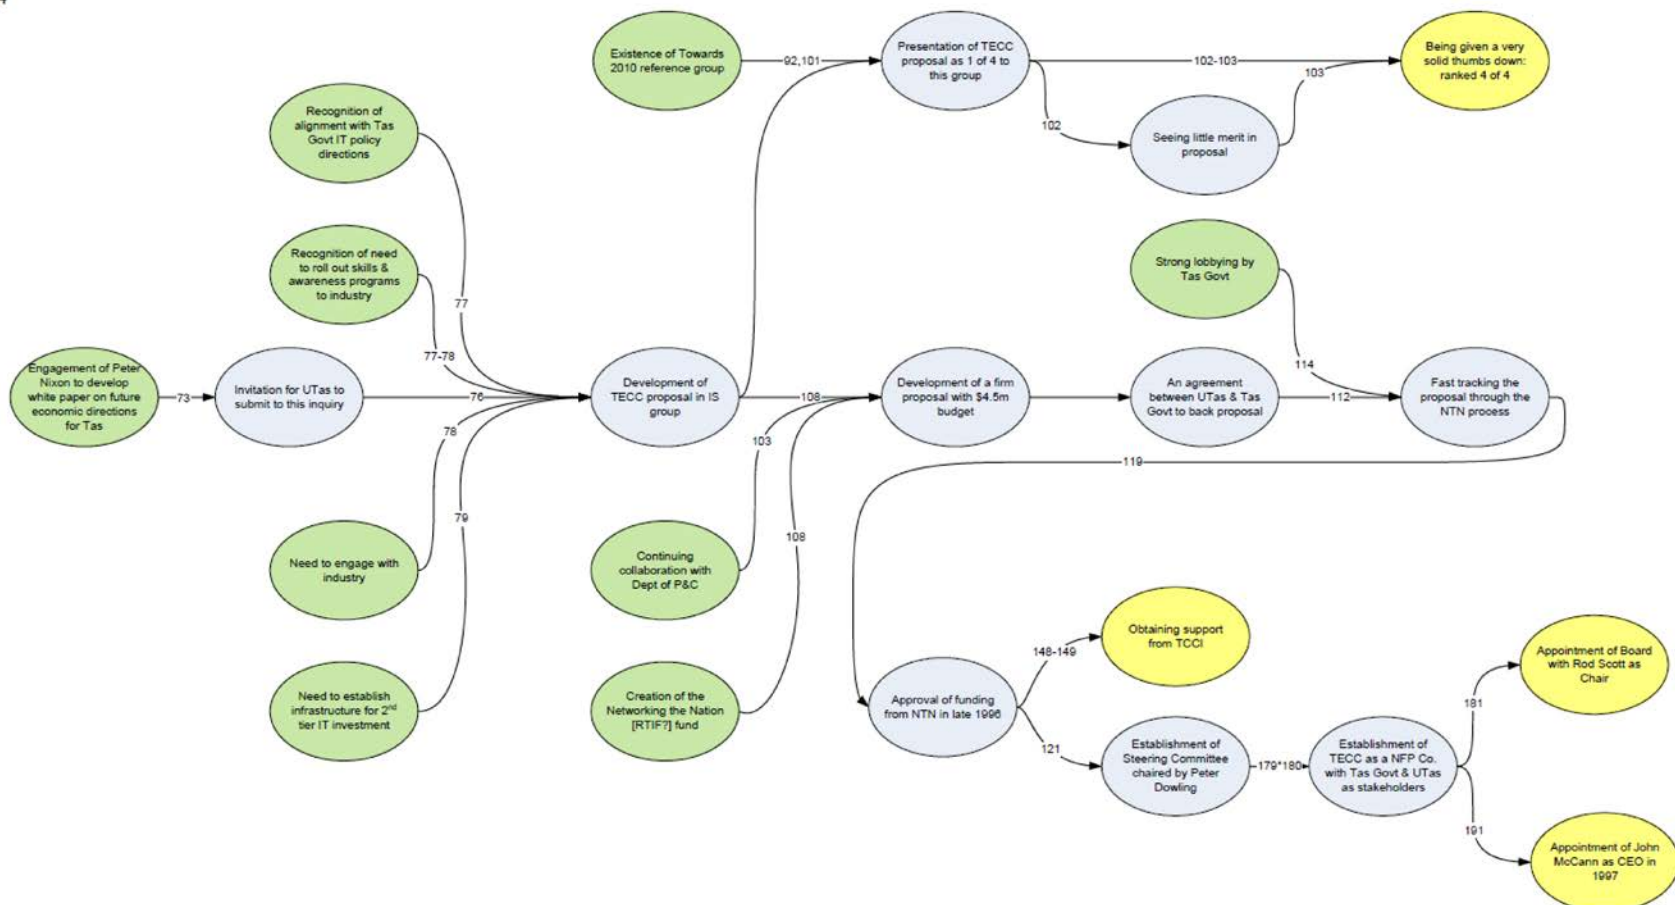 Existence of Towards
2010 reference group
92,101
Presentation of TECC
proposal as 1 of 4 to
this group
102-103
Being given a very
solid thumbs down:
ranked 4 of 4
103
102
Seeing little merit in
proposal
Recognition of
alignment with Tas
Govt IT policy
directions
77
Recognition of need
to roll out skills &
awareness programs
to industry
77-78
Strong lobbying by
Tas Govt
114
Engagement of Peter
Nixon to develop
white paper on future
economic directions
for Tas
73
Invitation for UTas to
submit to this inquiry
76
Development of
TECC proposal in IS
group
108
Development of a firm
proposal with $4.5m
budget
An agreement
between UTas & Tas
Govt to back proposal
112
Fast tracking the
proposal through the
NTN process
78
103
119
79
108
Need to engage with
industry
Continuing
collaboration with
Dept of P&C
Need to establish
infrastructure for 2nd
tier IT investment
Creation of the
Networking the Nation
[RTIF?] fund
Approval of funding
from NTN in late 1996
148-149
Obtaining support
from TCCI
121
Establishment of
Steering Committee
chaired by Peter
Dowling
179*180
Establishment of
TECC as a NFP Co.
with Tas Govt & UTas
as stakeholders
181
Appointment of Board
with Rod Scott as
Chair
191
Appointment of John
McCann as CEO in
1997